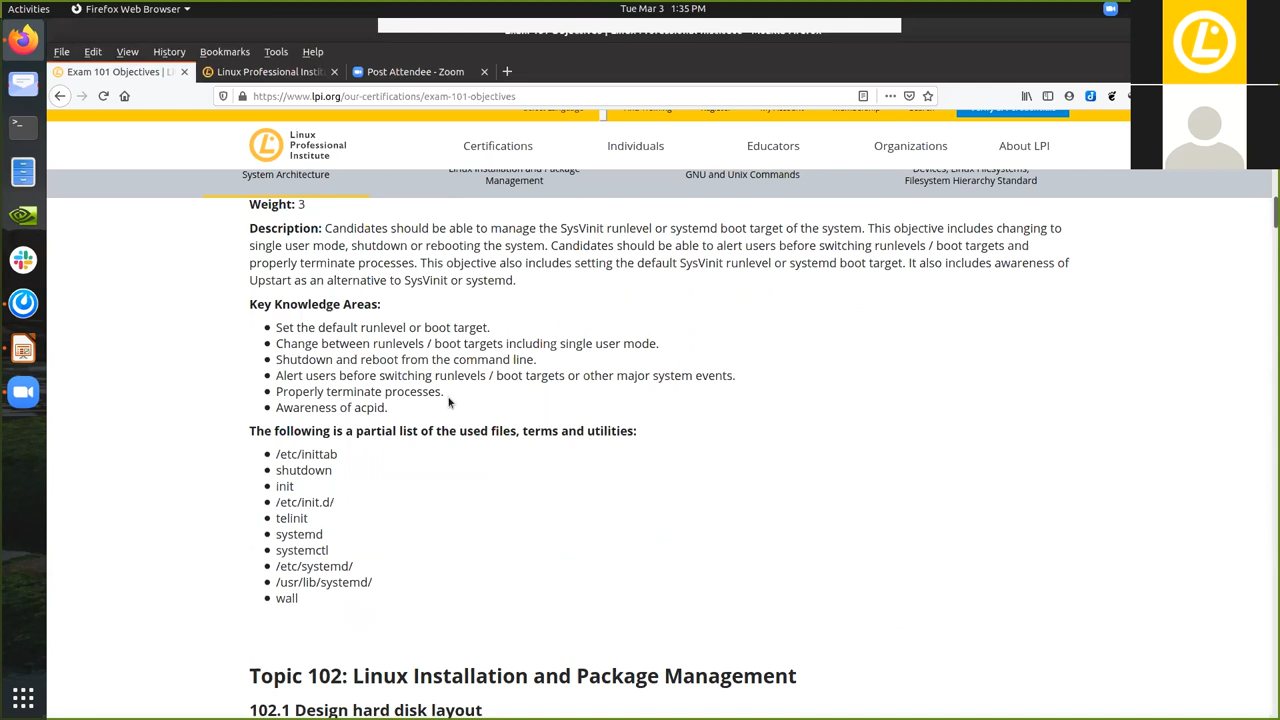 Activities
Firefox Web Browser
Tue Mar 3 1:35 PM
File Edit View History Bookmarks Tools Help
Exam 101 Objectives | Li
Linux Professional Instit
Post Attendee - Zoom
https://www.lpi.org/our-certifications/exam-101-objectives
Linux Professional Institute
Certifications
Individuals
Educators
Organizations
About LPI
System Architecture
Linux Installation and Package Management
GNU and Unix Commands
Devices, Linux Filesystems, Filesystem Hierarchy Standard
Weight: 3
Description: Candidates should be able to manage the SysVinit runlevel or systemd boot target of the system. This objective includes changing to
single user mode, shutdown or rebooting the system. Candidates should be able to alert users before switching runlevels / boot targets and
properly terminate processes. This objective also includes setting the default SysVinit runlevel or systemd boot target. It also includes awareness of
Upstart as an alternative to SysVinit or systemd.
Key Knowledge Areas:
Set the default runlevel or boot target.
Change between runlevels / boot targets including single user mode.
Shutdown and reboot from the command line.
Alert users before switching runlevels / boot targets or other major system events.
Properly terminate processes.
Awareness of acpid.
The following is a partial list of the used files, terms and utilities:
/etc/inittab
shutdown
init
/etc/init.d/
telinit
systemd
systemctl
/etc/systemd/
/usr/lib/systemd/
wall
Topic 102: Linux Installation and Package Management
102.1 Design hard disk layout